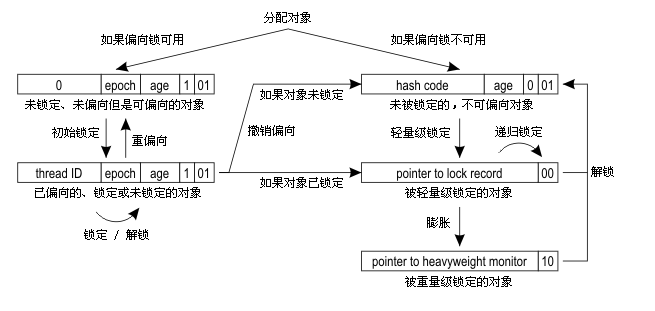 分配对象
如果偏向锁可用
如果偏向锁不可用
0 epoch age 1 01
hash code age 0 01
未锁定、未偏向但是可偏向的对象
如果对象未锁定
未被锁定的，不可偏向对象
初始锁定
重偏向
撤销偏向
轻量级锁定
递归锁定
thread ID epoch age 1 01
pointer to lock record 00
解锁
已偏向的、锁定或未锁定的对象
如果对象已锁定
被轻量级锁定的对象
锁定 / 解锁
膨胀
pointer to heavyweight monitor 10
被重量级锁定的对象